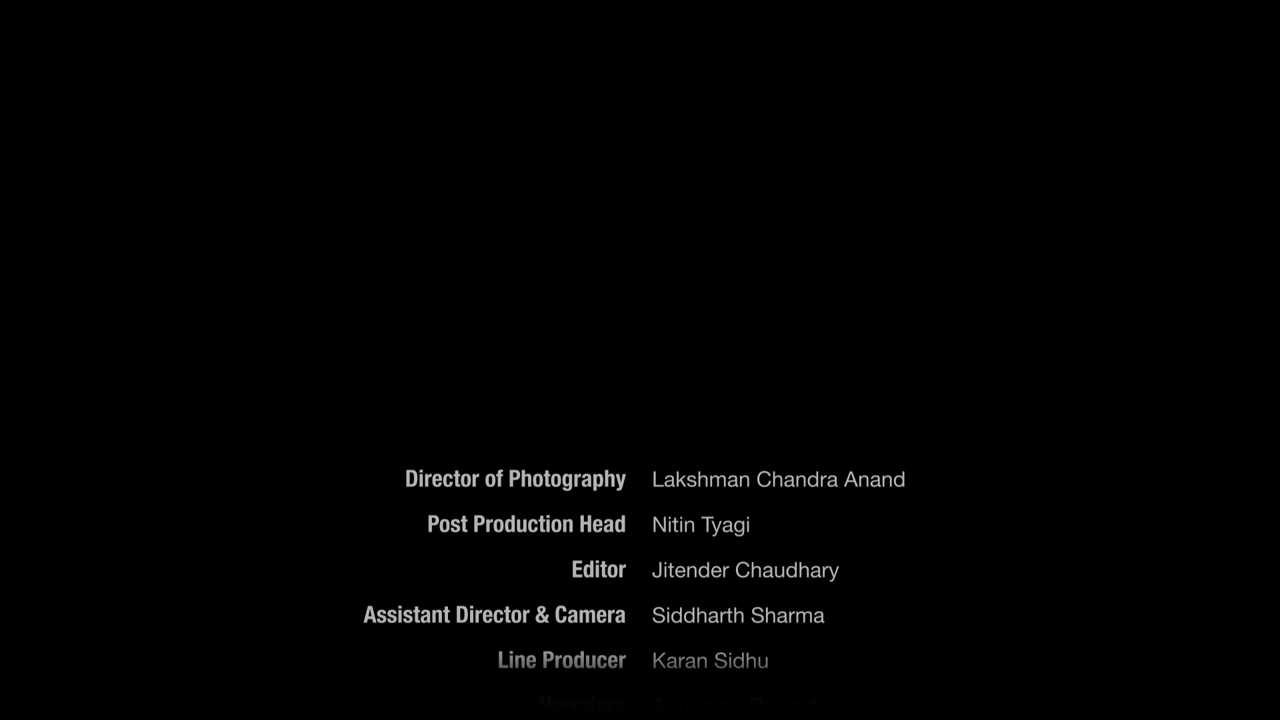 Director of Photography Lakshman Chandra Anand
Post Production Head Nitin Tyagi
Editor Jitender Chaudhary
Assistant Director & Camera Siddharth Sharma
Line Producer Karan Sidhu